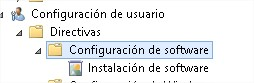 Configuración de usuario
Directivas
Configuración de software
Instalación de software